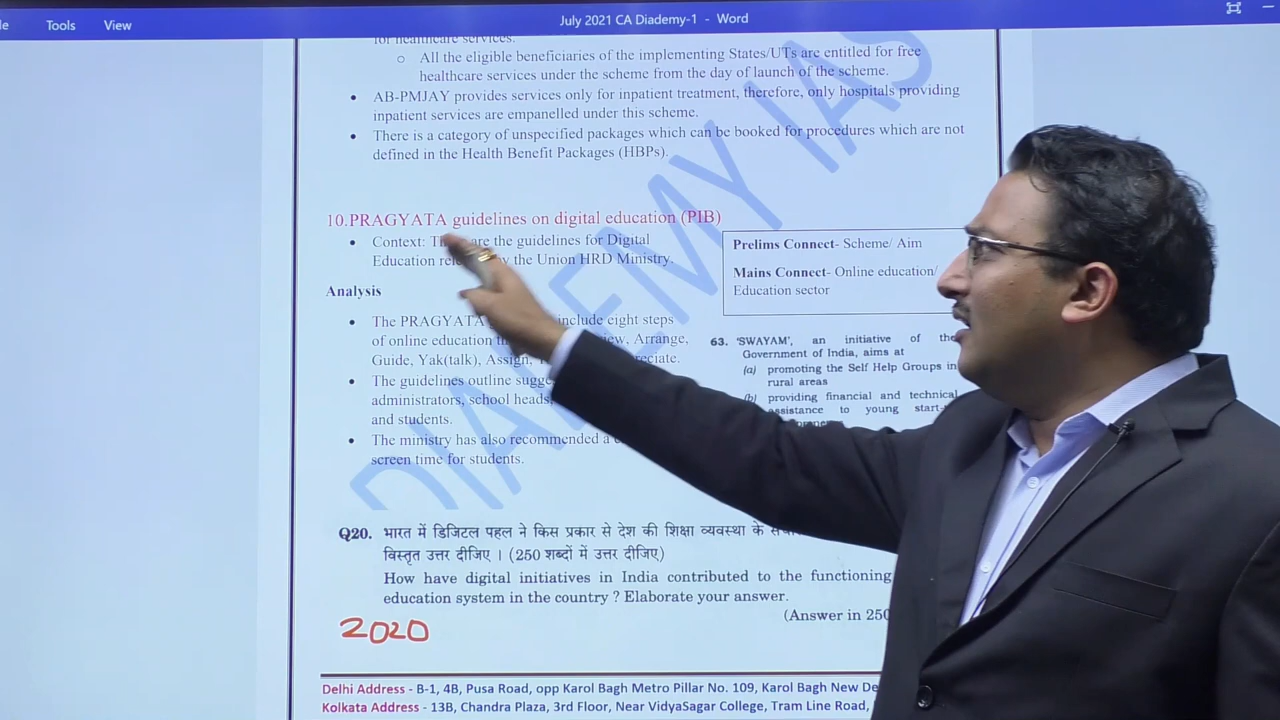 Tools View
July 2021 CA Diademy-1 - Word
for healthcare services.
o All the eligible beneficiaries of the implementing States/UTs are entitled for free
healthcare services under the scheme from the day of launch of the scheme.
• AB-PMJAY provides services only for inpatient treatment, therefore, only hospitals providing
inpatient services are empanelled under this scheme.
• There is a category of unspecified packages which can be booked for procedures which are not
defined in the Health Benefit Packages (HBPs).
10.PRAGYATA guidelines on digital education (PIB)
• Context: are the guidelines for Digital
Education the Union HRD Ministry.
Analysis
• The PRAGYATA include eight steps
of online education Arrange,
Guide, Yak(talk), Assign,
• The guidelines outline
administrators, school heads,
and students.
• The ministry has also recommended a
screen time for students.
Prelims Connect- Scheme/ Aim
Mains Connect- Online education/
Education sector
63. 'SWAYAM', an initiative of the
Government of India, aims at
(a) promoting the Self Help Groups in
rural areas
(b) providing financial and technical
assistance to young
DIADEMY IAS
Q20. भारत में डिजिटल पहल ने किस प्रकार से देश की शिक्षा व्यवस्था के
विस्तृत उत्तर दीजिए । (250 शब्दों में उत्तर दीजिए)
How have digital initiatives in India contributed to the functioning
education system in the country ? Elaborate your answer.
(Answer in 250
2020
Delhi Address - B-1, 4B, Pusa Road, opp Karol Bagh Metro Pillar No. 109, Karol Bagh New
Kolkata Address - 13B, Chandra Plaza, 3rd Floor, Near VidyaSagar College, Tram Line Road,